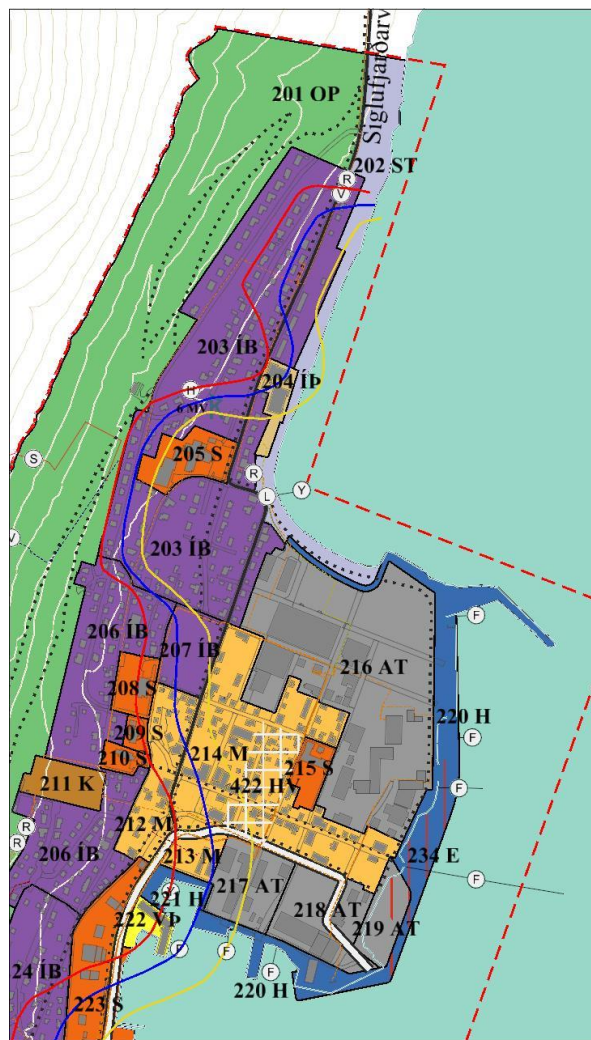 Siglufjarðarv
201 OP
202 ST
R
V
203 ÍB
204 ÍÞ
H
6 MV
S
205 S
R
L
Y
203 ÍB
206 ÍB
207 ÍB
216 AT
F
208 S
209 S
220 H
F
210 S
214 M
215 S
211 K
422 HV
F
212 M
R
R
206 ÍB
213 M
234 E
217 AT
F
221 H
218 AT
222 VÞ
219 AT
F
F
F
24 ÍB
223 S
220 H